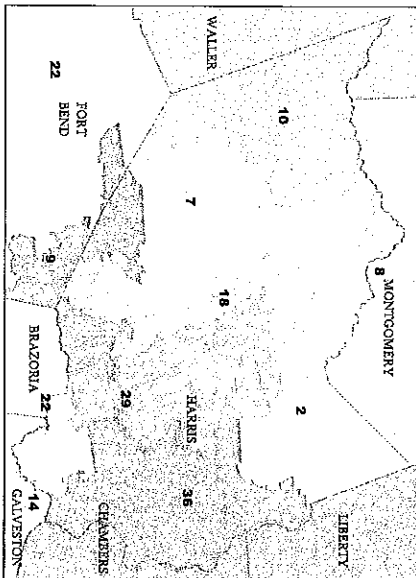 WALLER
10
8
MONTGOMERY
22
FORT
BEND
7
18
2
9
HARRIS
LIBERTY
29
36
BRAZORIA
22
14
CHAMBERS
GALVESTON